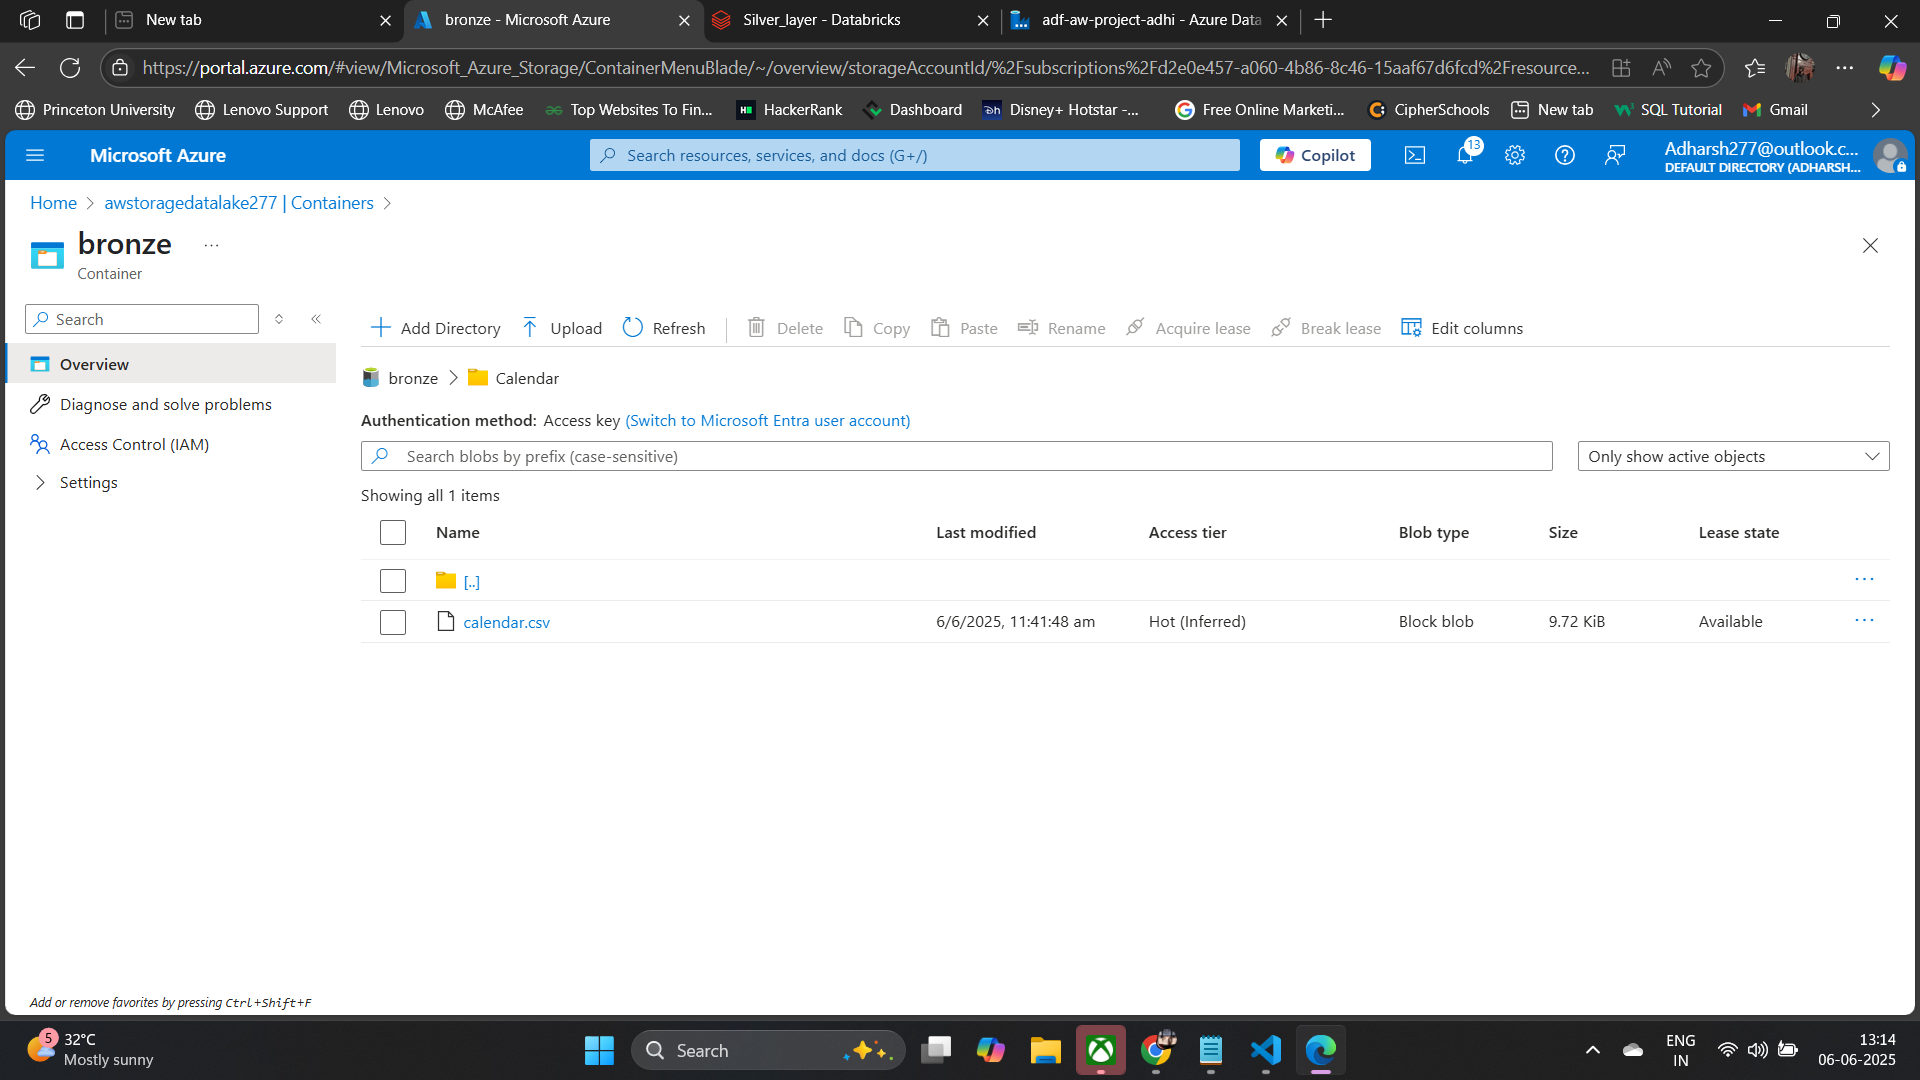 New tab
bronze - Microsoft Azure
Silver_layer - Databricks
adf-aw-project-adhi - Azure Data
https://portal.azure.com/#view/Microsoft_Azure_Storage/ContainerMenuBlade/~/overview/storageAccountId/%2Fsubscriptions%2Fd2e0e457-a060-4b86-8c46-15aaf67d6fcd%2Fresource...
Princeton University
Lenovo Support
Lenovo
McAfee
Top Websites To Fin...
HackerRank
Dashboard
Disney+ Hotstar -...
Free Online Marketi...
CipherSchools
New tab
SQL Tutorial
Gmail
Microsoft Azure
Search resources, services, and docs (G+/)
Copilot
13
Adharsh277@outlook.c...
DEFAULT DIRECTORY (ADHARSH...
Home > awstoragedatalake277 | Containers >
bronze ...
Container
Search
Overview
Diagnose and solve problems
Access Control (IAM)
Settings
Add Directory
Upload
Refresh
Delete
Copy
Paste
Rename
Acquire lease
Break lease
Edit columns
bronze > Calendar
Authentication method: Access key (Switch to Microsoft Entra user account)
Search blobs by prefix (case-sensitive)
Only show active objects
Showing all 1 items
Name Last modified Access tier Blob type Size Lease state
[..]
calendar.csv 6/6/2025, 11:41:48 am Hot (Inferred) Block blob 9.72 KiB Available
Add or remove favorites by pressing Ctrl+Shift+F
5
32°C
Mostly sunny
Search
ENG
IN
13:14
06-06-2025